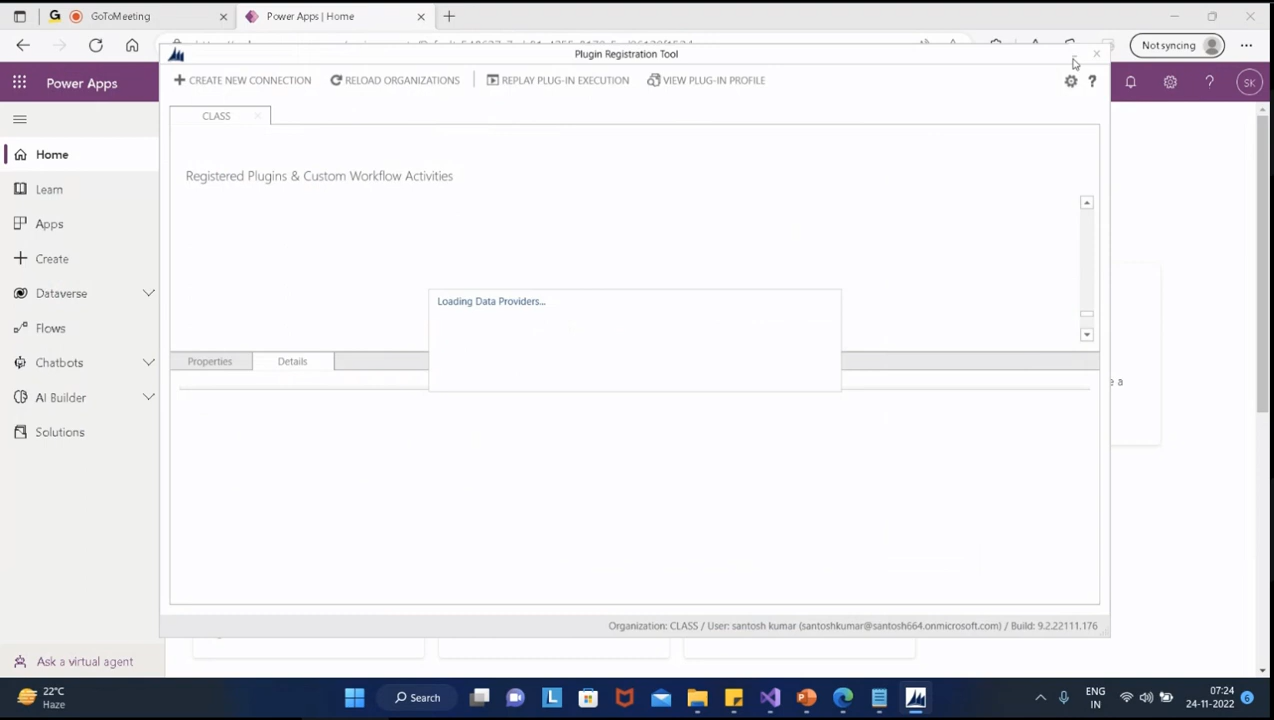 GoToMeeting
Power Apps | Home
Not syncing
Plugin Registration Tool
CREATE NEW CONNECTION
RELOAD ORGANIZATIONS
REPLAY PLUG-IN EXECUTION
VIEW PLUG-IN PROFILE
Power Apps
SK
CLASS
Home
Registered Plugins & Custom Workflow Activities
Learn
Apps
Create
Dataverse
Loading Data Providers...
Flows
Chatbots
Properties
Details
e a
AI Builder
Solutions
Organization: CLASS / User: santosh kumar (santoshkumar@santosh664.onmicrosoft.com) / Build: 9.2.22111.176
Ask a virtual agent
22°C
Haze
Search
ENG
IN
07:24
24-11-2022
6